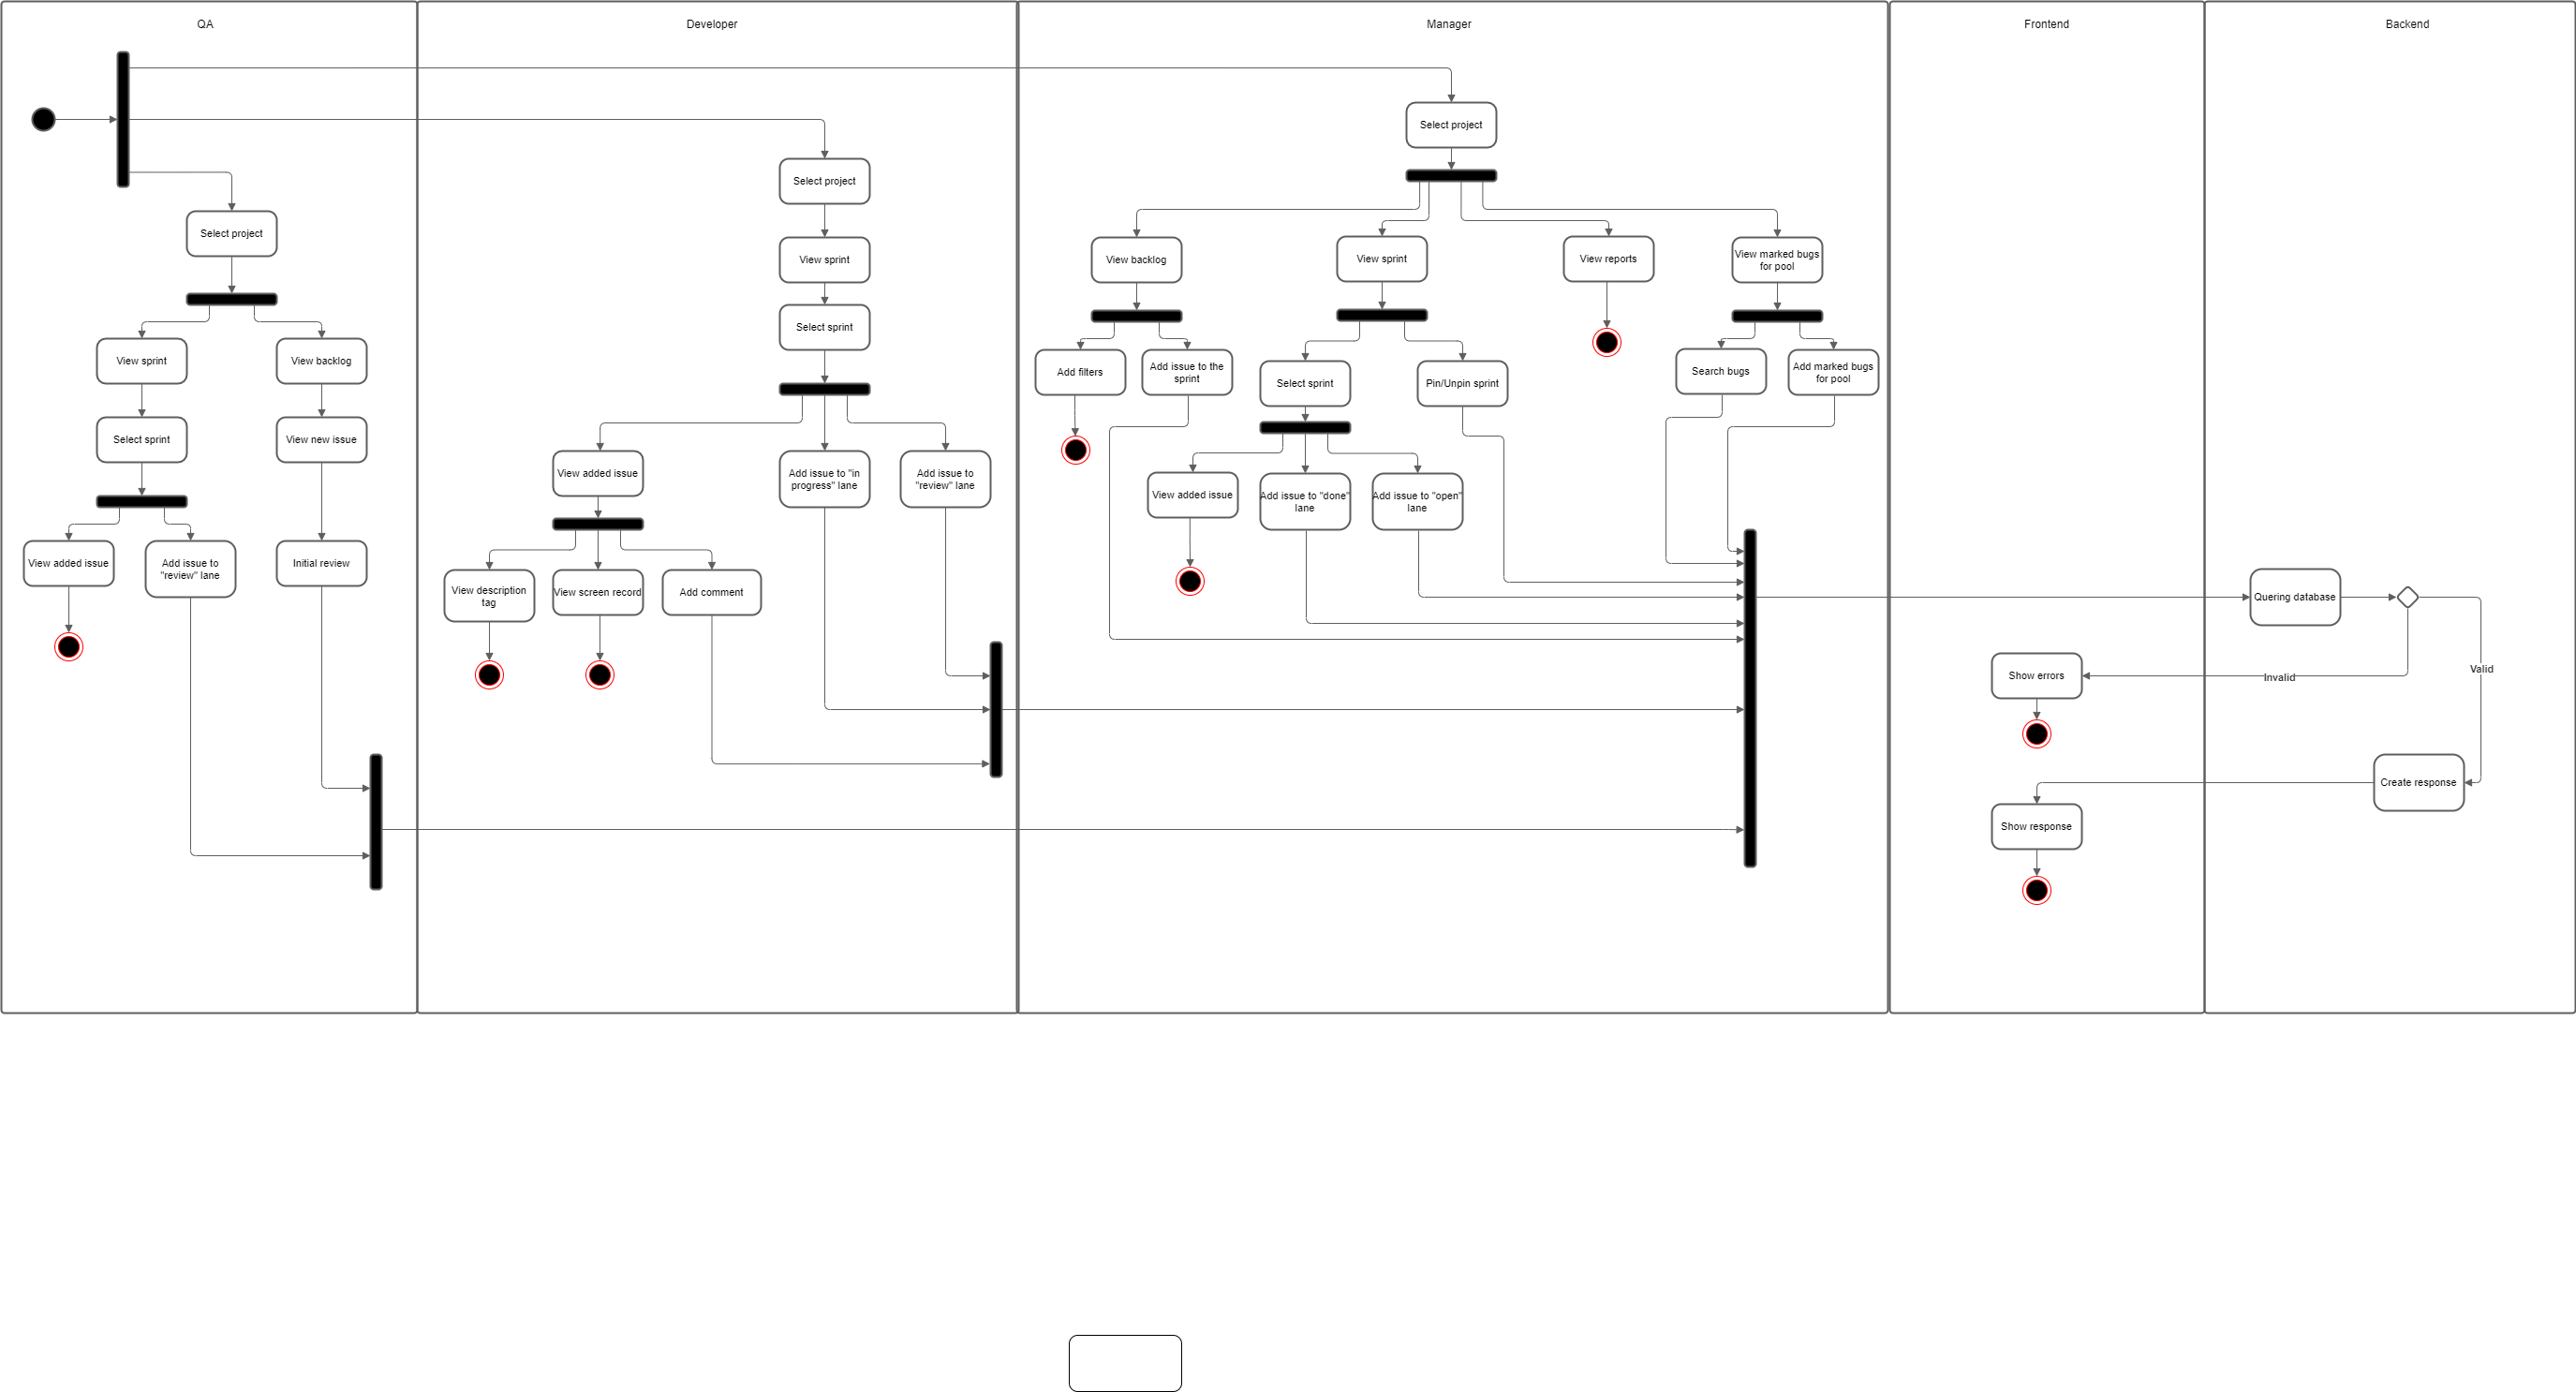 QA
Developer
Manager
Frontend
Backend
Select project
View sprint
View backlog
Select sprint
View new issue
View added issue
Add issue to
"review" lane
Initial review
Select project
View sprint
Select sprint
View added issue
Add issue to "in
progress" lane
Add issue to
"review" lane
View description
tag
View screen record
Add comment
Select project
View backlog
View sprint
View reports
View marked bugs
for pool
Add filters
Add issue to the
sprint
Select sprint
Pin/Unpin sprint
Search bugs
Add marked bugs
for pool
View added issue
Add issue to "done"
lane
Add issue to "open"
lane
Quering database
Show errors
Invalid
Valid
Create response
Show response